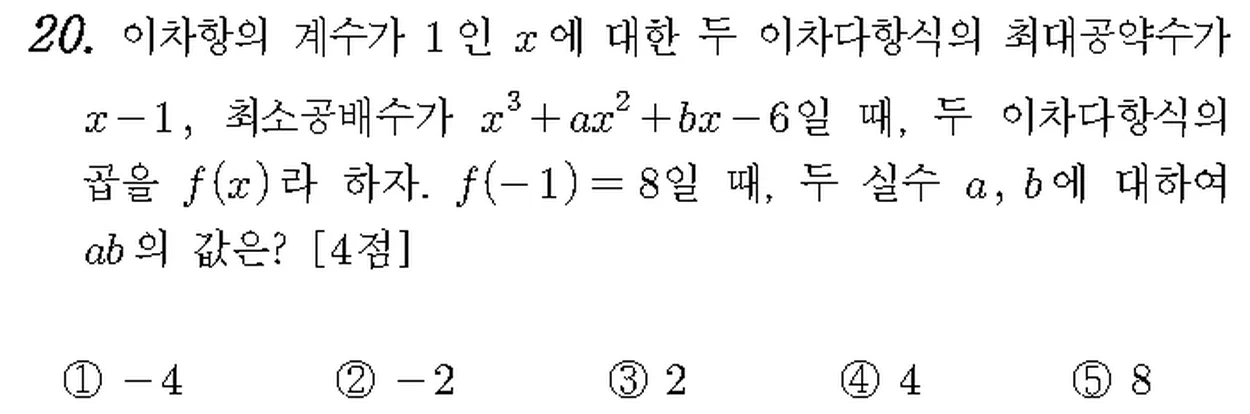 20. 이차항의 계수가 1인 x에 대한 두 이차다항식의 최대공약수가
x-1, 최소공배수가 x³+ax²+bx-6일 때, 두 이차다항식의
곱을 f(x)라 하자. f(-1)=8일 때, 두 실수 a, b에 대하여
ab의 값은? [4점]
① -4 ② -2 ③ 2 ④ 4 ⑤ 8